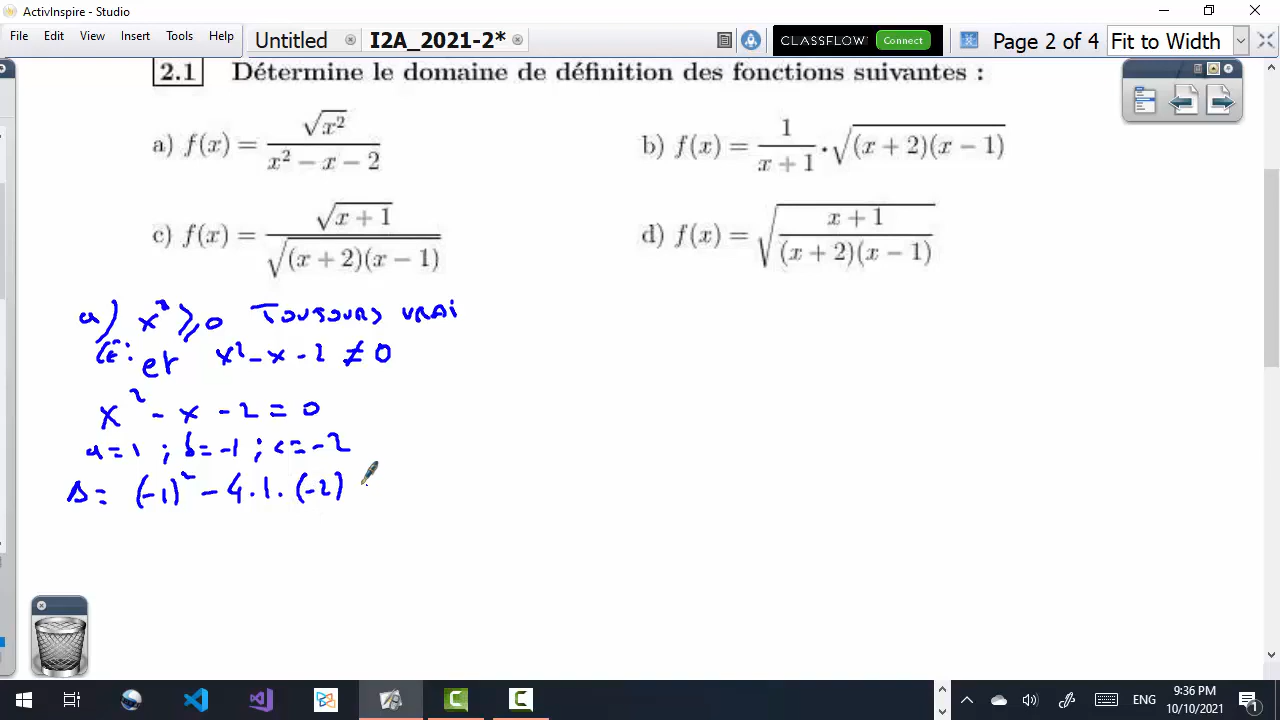 ActivInspire - Studio
File Edit View Insert Tools Help
Untitled
I2A_2021-2*
CLASSFLOW Connect
Page 2 of 4
Fit to Width
2.1 Détermine le domaine de définition des fonctions suivantes :
a) f(x) = √(x²) / (x² − x − 2)
b) f(x) = 1/(x + 1) · √((x + 2)(x − 1))
c) f(x) = √(x + 1) / √((x + 2)(x − 1))
d) f(x) = √((x + 1) / ((x + 2)(x − 1)))
a) x² ⩾ 0 TOUJOURS VRAI
CE: et x² − x − 2 ≠ 0
x² − x − 2 = 0
a = 1 ; b = −1 ; c = −2
Δ = (−1)² − 4 . 1 . (−2)
ENG
9:36 PM
10/10/2021
1